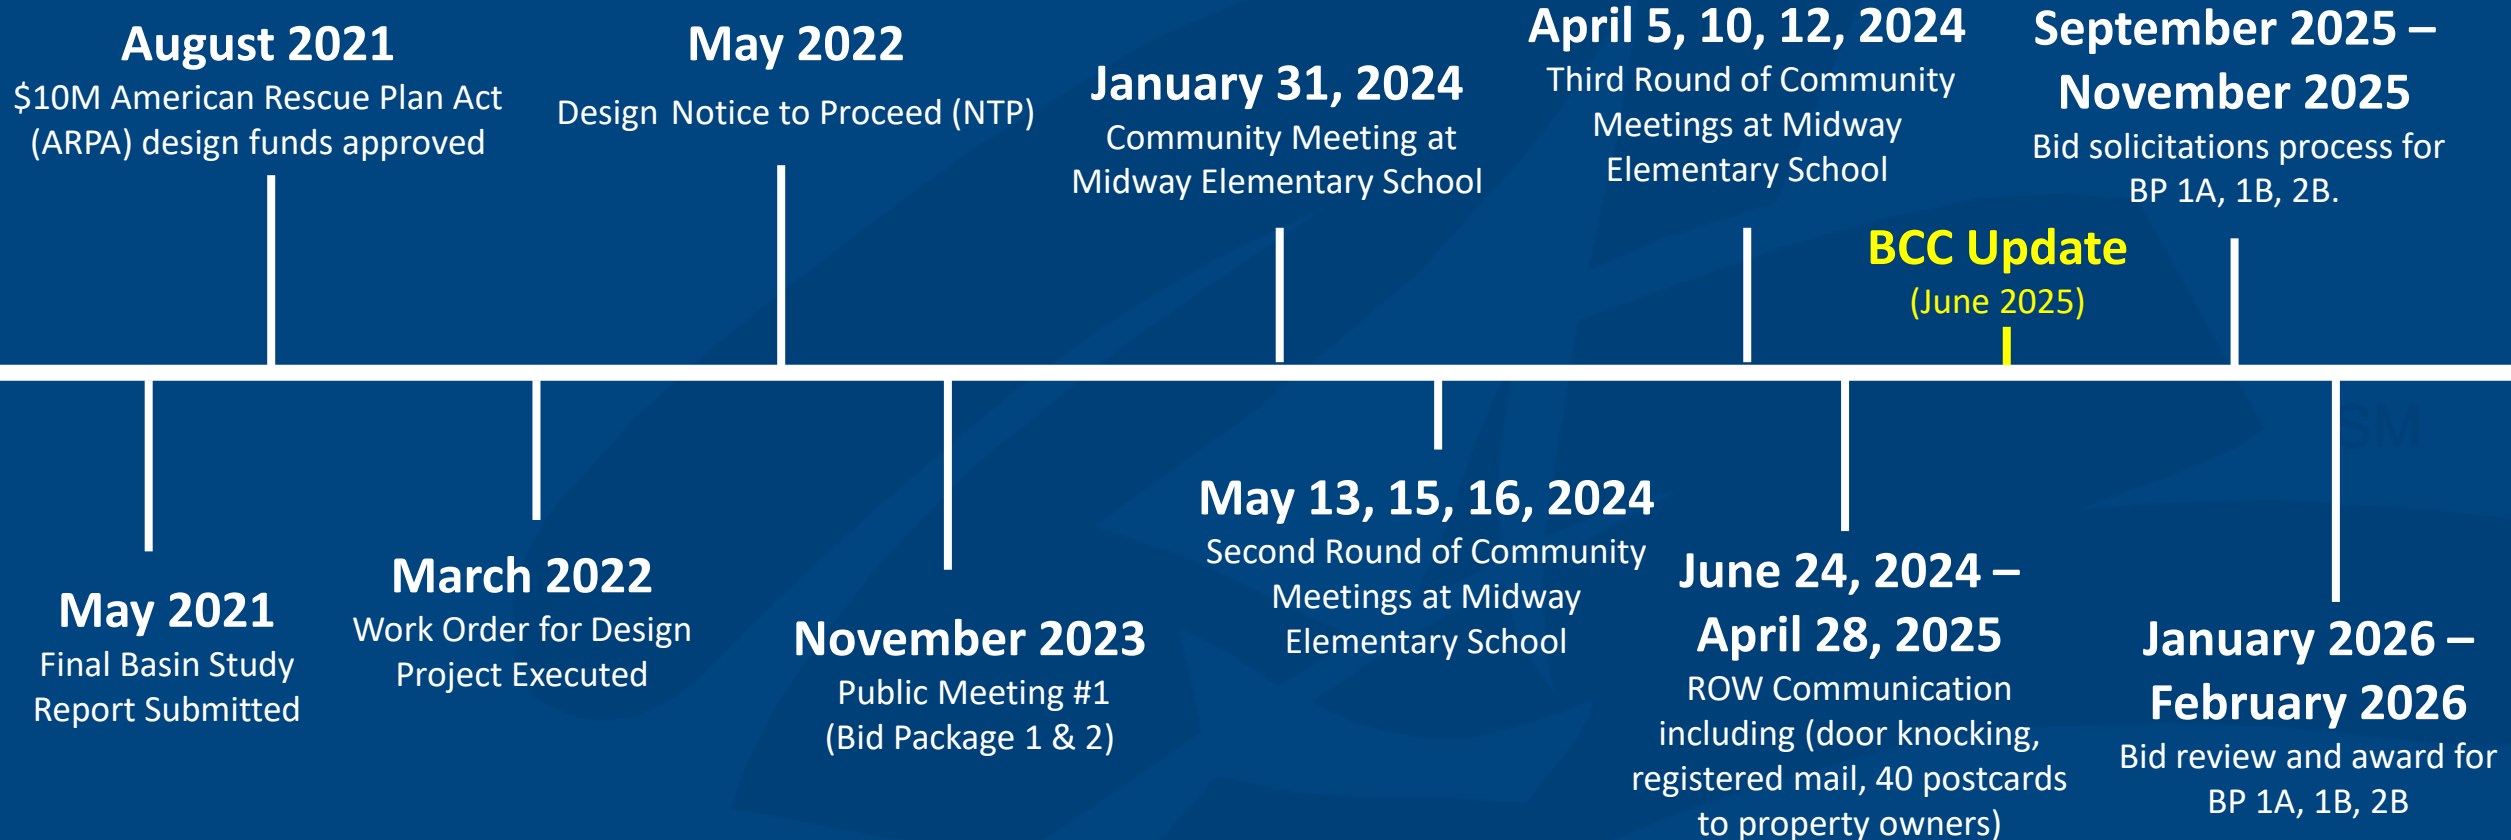 August 2021
$10M American Rescue Plan Act
(ARPA) design funds approved
May 2022
Design Notice to Proceed (NTP)
January 31, 2024
Community Meeting at
Midway Elementary School
April 5, 10, 12, 2024
Third Round of Community
Meetings at Midway
Elementary School
September 2025 –
November 2025
Bid solicitations process for
BP 1A, 1B, 2B.
BCC Update
(June 2025)
SM
May 2021
Final Basin Study
Report Submitted
March 2022
Work Order for Design
Project Executed
November 2023
Public Meeting #1
(Bid Package 1 & 2)
May 13, 15, 16, 2024
Second Round of Community
Meetings at Midway
Elementary School
June 24, 2024 –
April 28, 2025
ROW Communication
including (door knocking,
registered mail, 40 postcards
to property owners)
January 2026 –
February 2026
Bid review and award for
BP 1A, 1B, 2B